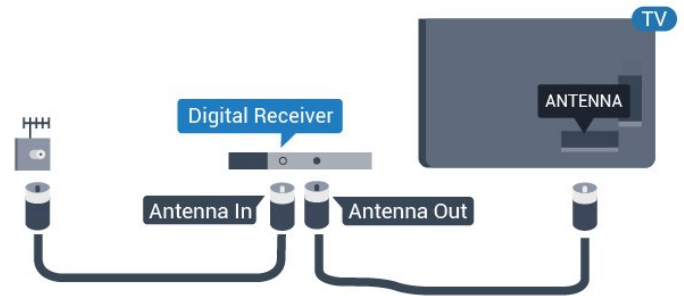 TV
ANTENNA
Digital Receiver
Antenna In
Antenna Out